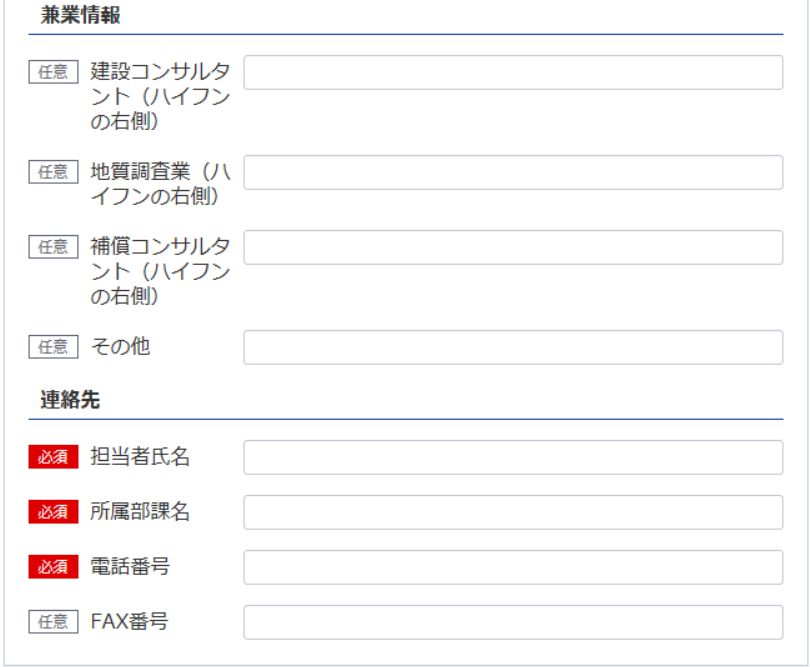 兼業情報
任意 建設コンサルタ
ント（ハイフン
の右側）
任意 地質調査業（ハ
イフンの右側）
任意 補償コンサルタ
ント（ハイフン
の右側）
任意 その他
連絡先
必須 担当者氏名
必須 所属部課名
必須 電話番号
任意 FAX番号